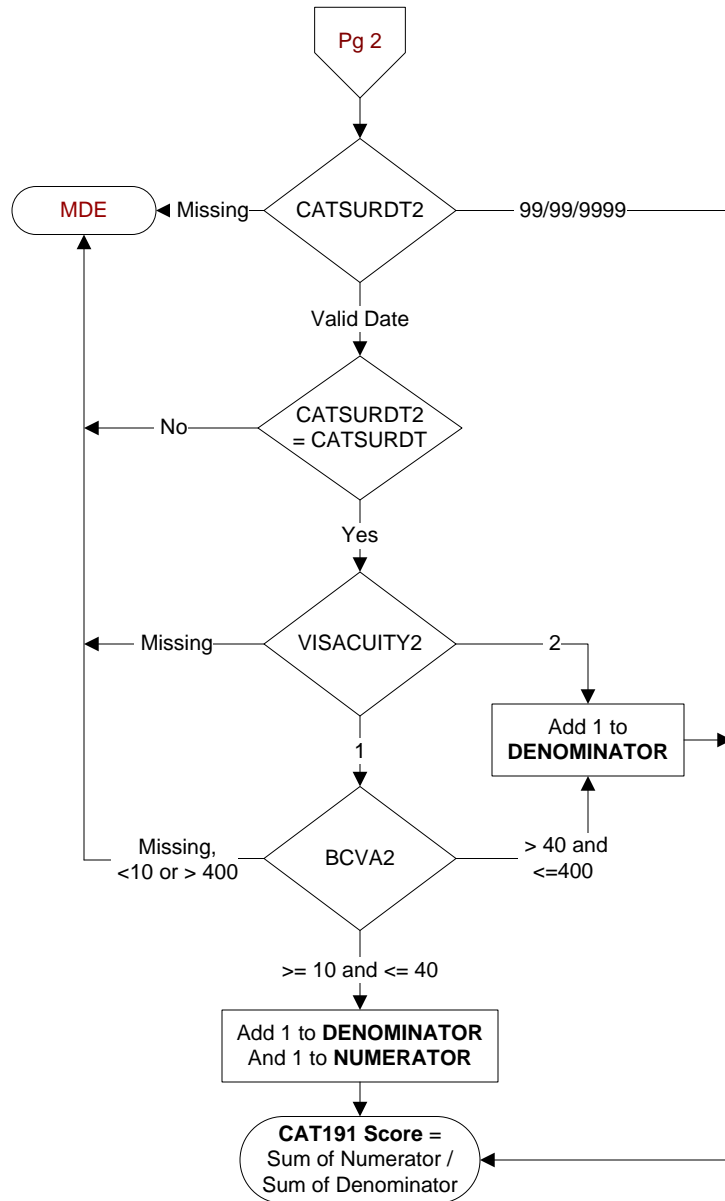 Pg 2
CATSURDT2
MDE
Missing
99/99/9999
Valid Date
CATSURDT2
= CATSURDT
No
Yes
VISACUITY2
Missing
2
Add 1 to
DENOMINATOR
1
BCVA2
Missing,
<10 or > 400
> 40 and
<=400
>= 10 and <= 40
Add 1 to DENOMINATOR
And 1 to NUMERATOR
CAT191 Score =
Sum of Numerator /
Sum of Denominator